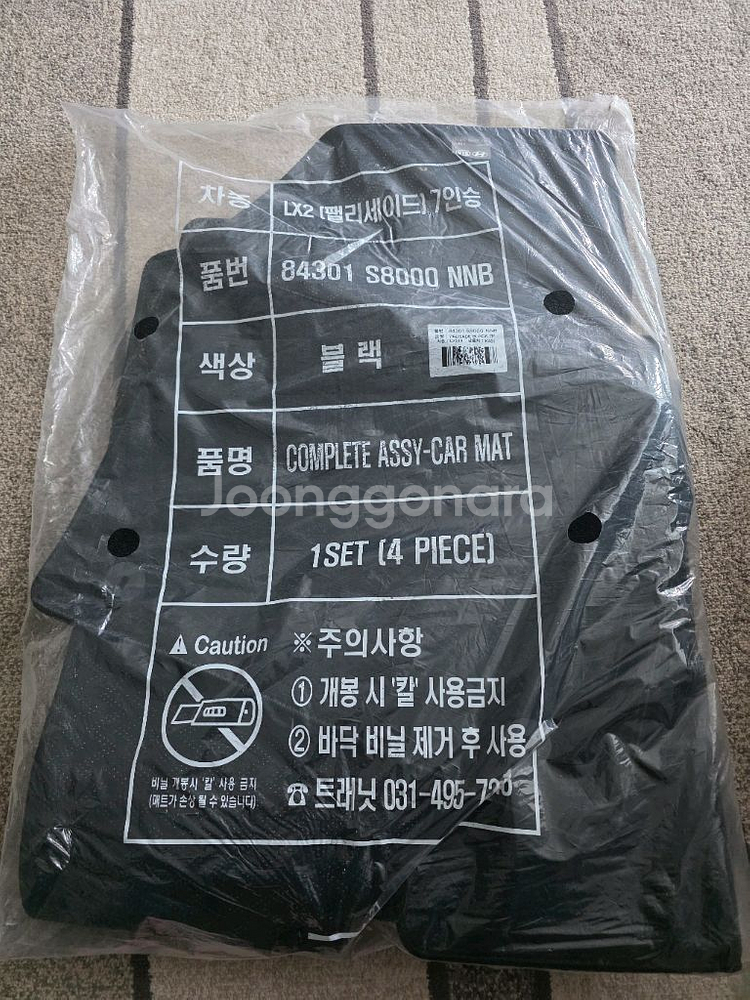 차종 LX2 (팰리세이드) 7인승
품번 84301 S8000 NNB
색상 블랙
품명 COMPLETE ASSY-CAR MAT
Joonggonara
수량 1SET (4 PIECE)
Caution ※주의사항
① 개봉 시 '칼' 사용금지
② 바닥 비닐 제거 후 사용
비닐 개봉시 '칼' 사용 금지
(매트가 손상 될 수 있습니다)
☎ 트래닛 031-495-7